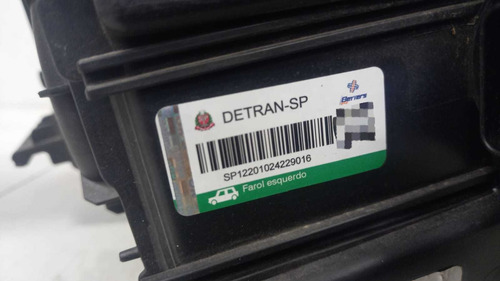 DETRAN-SP
SP12201024229016
Farol esquerdo